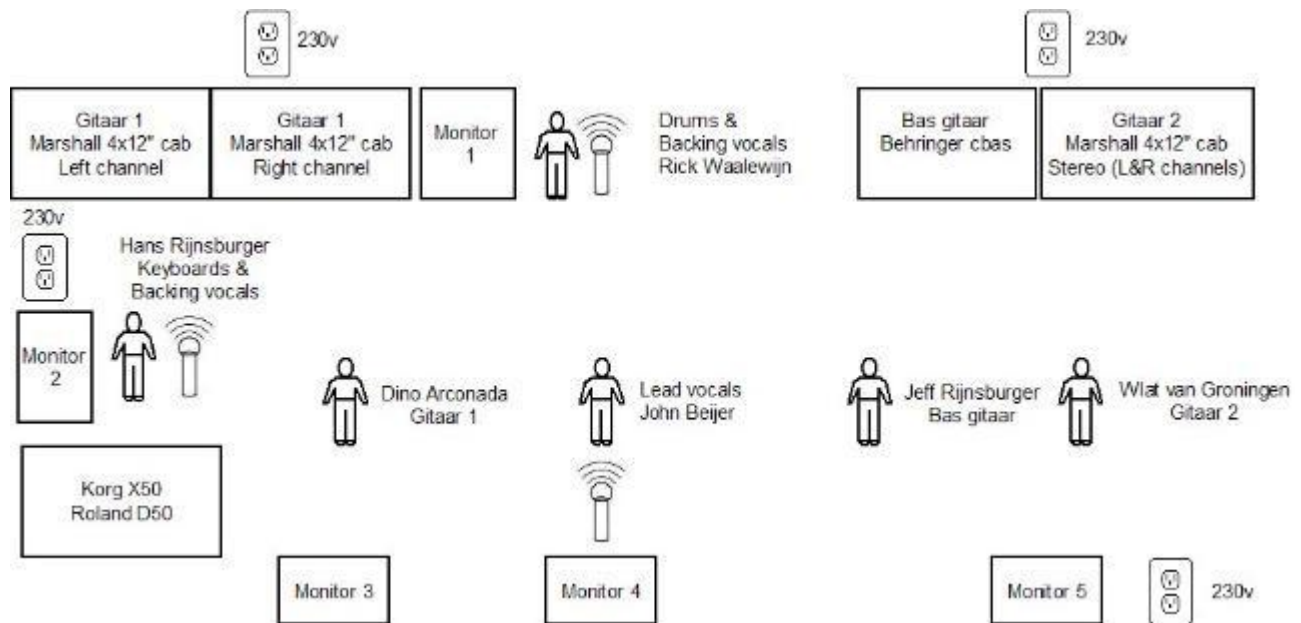 230v
230v
Gitaar 1
Marshall 4x12" cab
Left channel
Gitaar 1
Marshall 4x12" cab
Right channel
Monitor
1
Drums &
Backing vocals
Rick Waalewijn
Bas gitaar
Behringer cbas
Gitaar 2
Marshall 4x12" cab
Stereo (L&R channels)
230v
Hans Rijnsburger
Keyboards &
Backing vocals
Monitor
2
Dino Arconada
Gitaar 1
Lead vocals
John Beijer
Jeff Rijnsburger
Bas gitaar
Wlat van Groningen
Gitaar 2
Korg X50
Roland D50
Monitor 3
Monitor 4
Monitor 5
230v